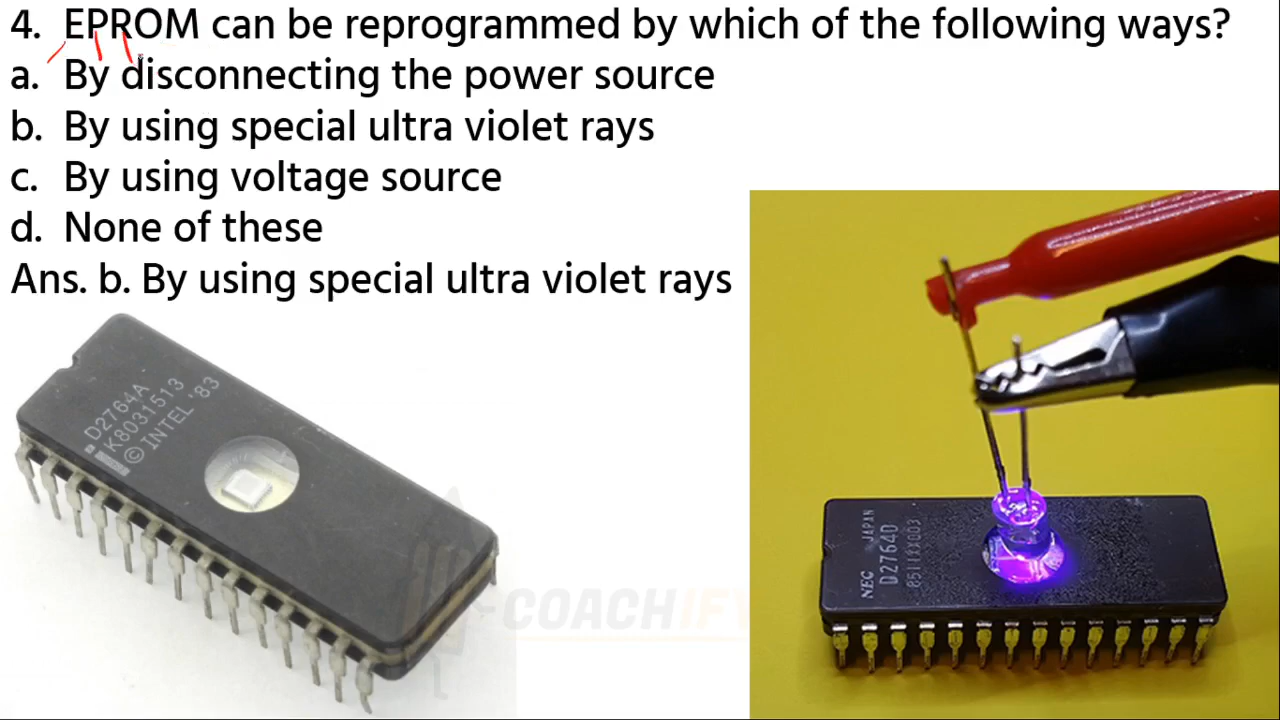 4. EPROM can be reprogrammed by which of the following ways?
a. By disconnecting the power source
b. By using special ultra violet rays
c. By using voltage source
d. None of these
Ans. b. By using special ultra violet rays
D2764A
K8031513
© INTEL '83
NEC JAPAN
D2764D
COACHIFY